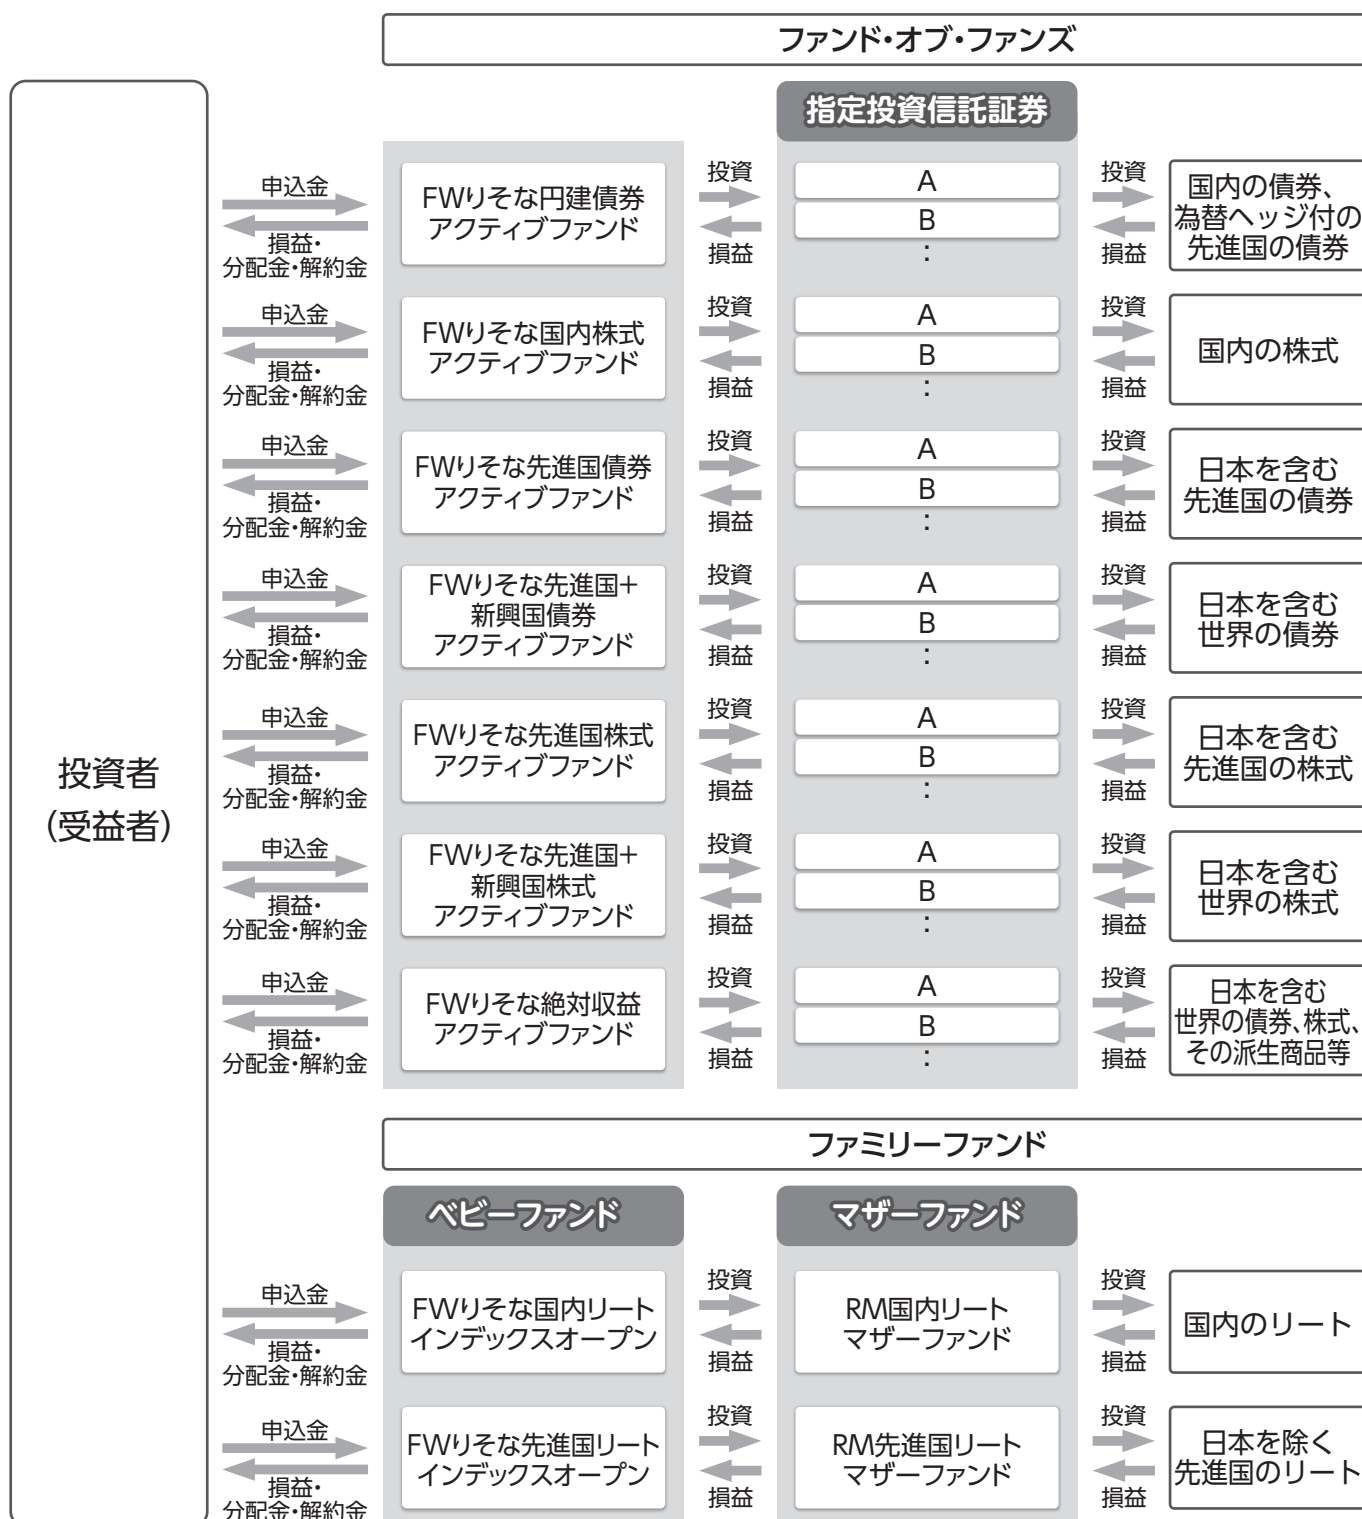 ファンド・オブ・ファンズ
指定投資信託証券
投資者
（受益者）
申込金
損益・
分配金・解約金
FWりそな円建債券
アクティブファンド
投資
損益
A
B
：
投資
損益
国内の債券、
為替ヘッジ付の
先進国の債券
申込金
損益・
分配金・解約金
FWりそな国内株式
アクティブファンド
投資
損益
A
B
：
投資
損益
国内の株式
申込金
損益・
分配金・解約金
FWりそな先進国債券
アクティブファンド
投資
損益
A
B
：
投資
損益
日本を含む
先進国の債券
申込金
損益・
分配金・解約金
FWりそな先進国＋
新興国債券
アクティブファンド
投資
損益
A
B
：
投資
損益
日本を含む
世界の債券
申込金
損益・
分配金・解約金
FWりそな先進国株式
アクティブファンド
投資
損益
A
B
：
投資
損益
日本を含む
先進国の株式
申込金
損益・
分配金・解約金
FWりそな先進国＋
新興国株式
アクティブファンド
投資
損益
A
B
：
投資
損益
日本を含む
世界の株式
申込金
損益・
分配金・解約金
FWりそな絶対収益
アクティブファンド
投資
損益
A
B
：
投資
損益
日本を含む
世界の債券、株式、
その派生商品等
ファミリーファンド
ベビーファンド
マザーファンド
申込金
損益・
分配金・解約金
FWりそな国内リート
インデックスオープン
投資
損益
RM国内リート
マザーファンド
投資
損益
国内のリート
申込金
損益・
分配金・解約金
FWりそな先進国リート
インデックスオープン
投資
損益
RM先進国リート
マザーファンド
投資
損益
日本を除く
先進国のリート